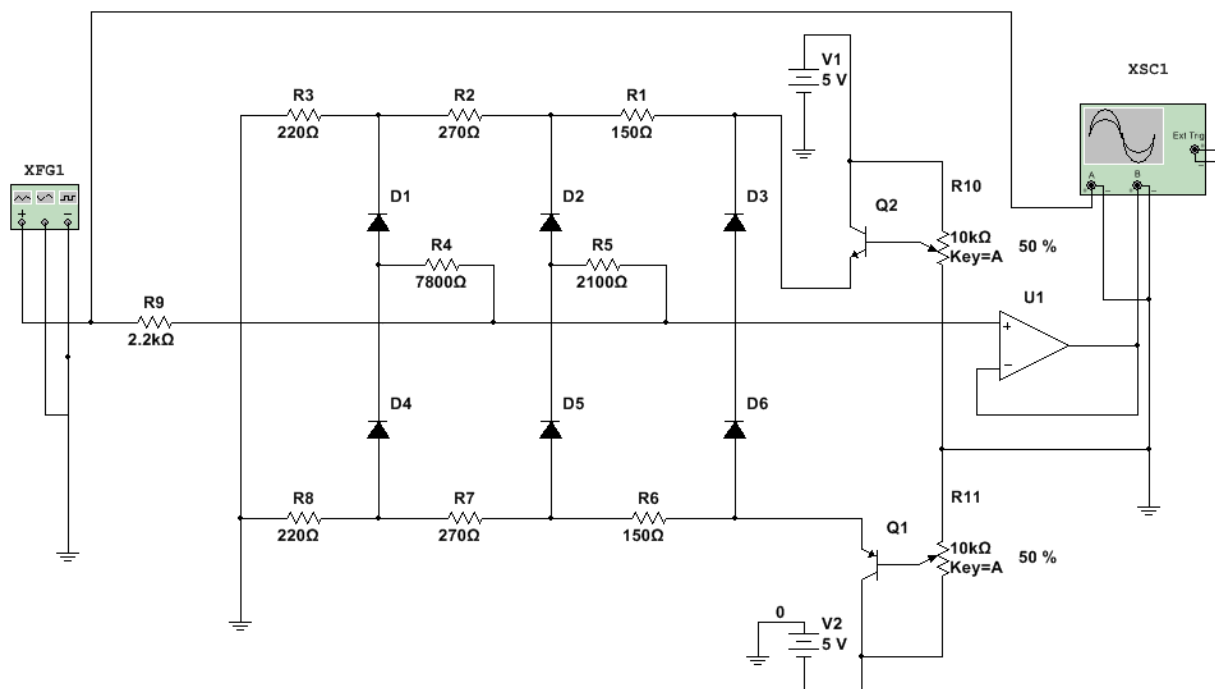 V1
5 V
XSC1
Ext Trig
+
−
A
B
+ − + −
R3
220Ω
R2
270Ω
R1
150Ω
XFG1
+ −
R10
10kΩ
Key=A
50 %
Q2
D1
D2
D3
R4
7800Ω
R5
2100Ω
R9
2.2kΩ
U1
+
−
D4
D5
D6
R8
220Ω
R7
270Ω
R6
150Ω
Q1
R11
10kΩ
Key=A
50 %
0
V2
5 V